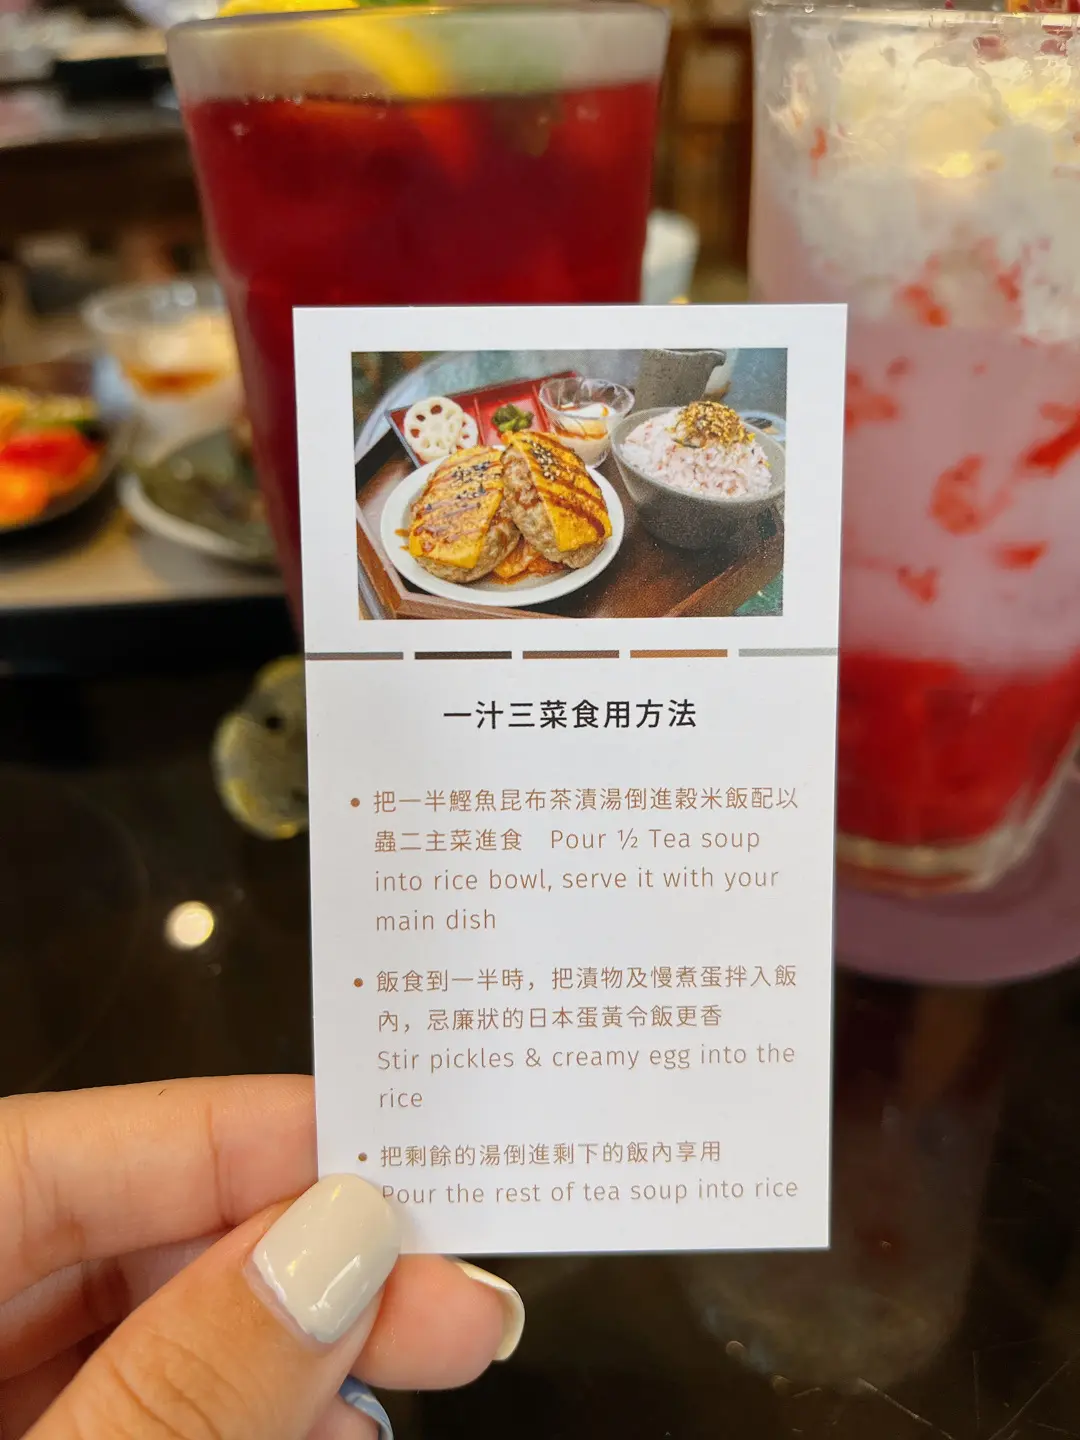 一汁三菜食用方法
• 把一半鰹魚昆布茶漬湯倒進穀米飯配以
蟲二主菜進食 Pour ½ Tea soup
into rice bowl, serve it with your
main dish
• 飯食到一半時，把漬物及慢煮蛋拌入飯
內，忌廉狀的日本蛋黃令飯更香
Stir pickles & creamy egg into the
rice
• 把剩餘的湯倒進剩下的飯內享用
Pour the rest of tea soup into rice